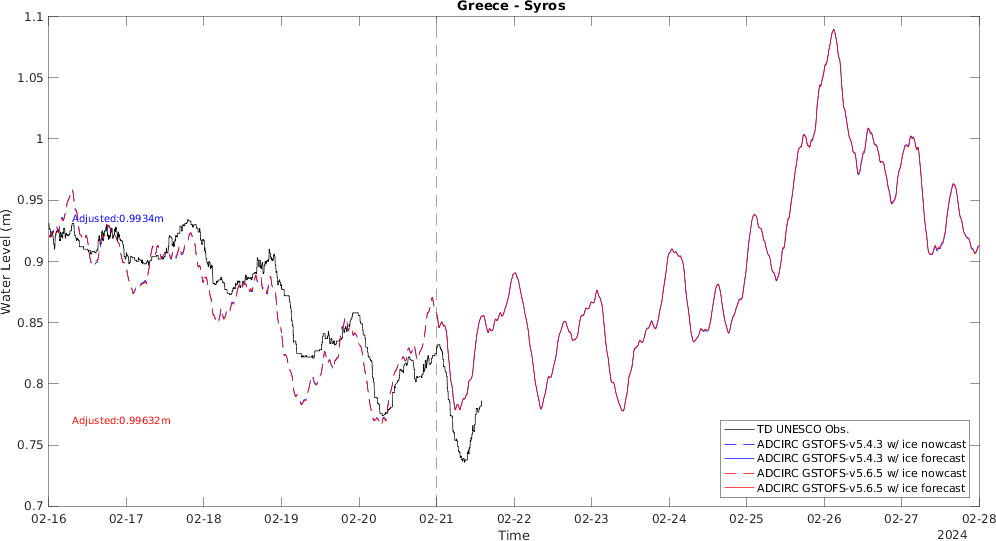 Greece - Syros
1.1
1.05
1
0.95
0.9
0.85
0.8
0.75
0.7
Water Level (m)
Adjusted:0.9934m
Adjusted:0.99632m
TD UNESCO Obs.
ADCIRC GSTOFS-v5.4.3 w/ ice nowcast
ADCIRC GSTOFS-v5.4.3 w/ ice forecast
ADCIRC GSTOFS-v5.6.5 w/ ice nowcast
ADCIRC GSTOFS-v5.6.5 w/ ice forecast
02-16 02-17 02-18 02-19 02-20 02-21 02-22 02-23 02-24 02-25 02-26 02-27 02-28
Time
2024